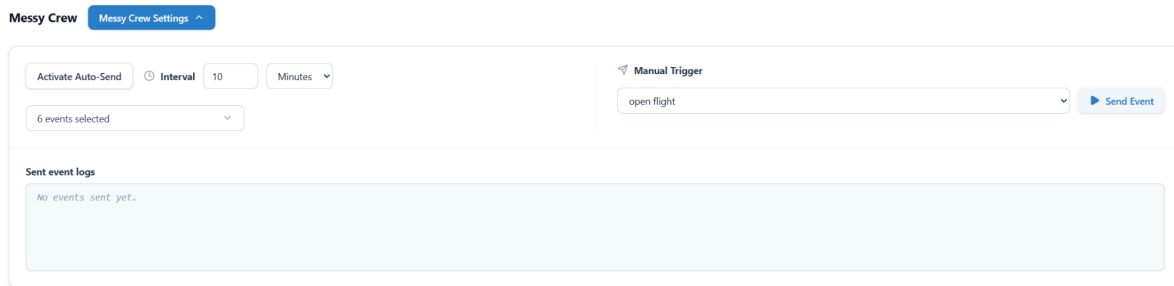 Messy Crew
Messy Crew Settings
Activate Auto-Send
Interval
10
Minutes
6 events selected
Manual Trigger
open flight
Send Event
Sent event logs
No events sent yet.